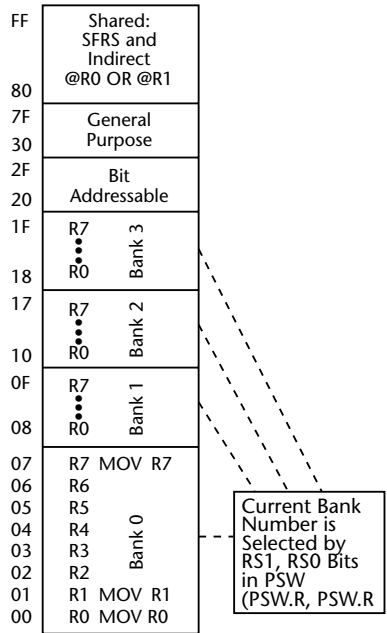 FF
Shared:
SFRS and
Indirect
@R0 OR @R1
80
7F
General
Purpose
30
2F
Bit
Addressable
20
1F
R7
R0
Bank 3
18
17
R7
R0
Bank 2
10
0F
R7
R0
Bank 1
08
07 R7 MOV R7
06 R6
05 R5
04 R4
03 R3
02 R2
01 R1 MOV R1
00 R0 MOV R0
Bank 0
Current Bank
Number is
Selected by
RS1, RS0 Bits
in PSW
(PSW.R, PSW.R